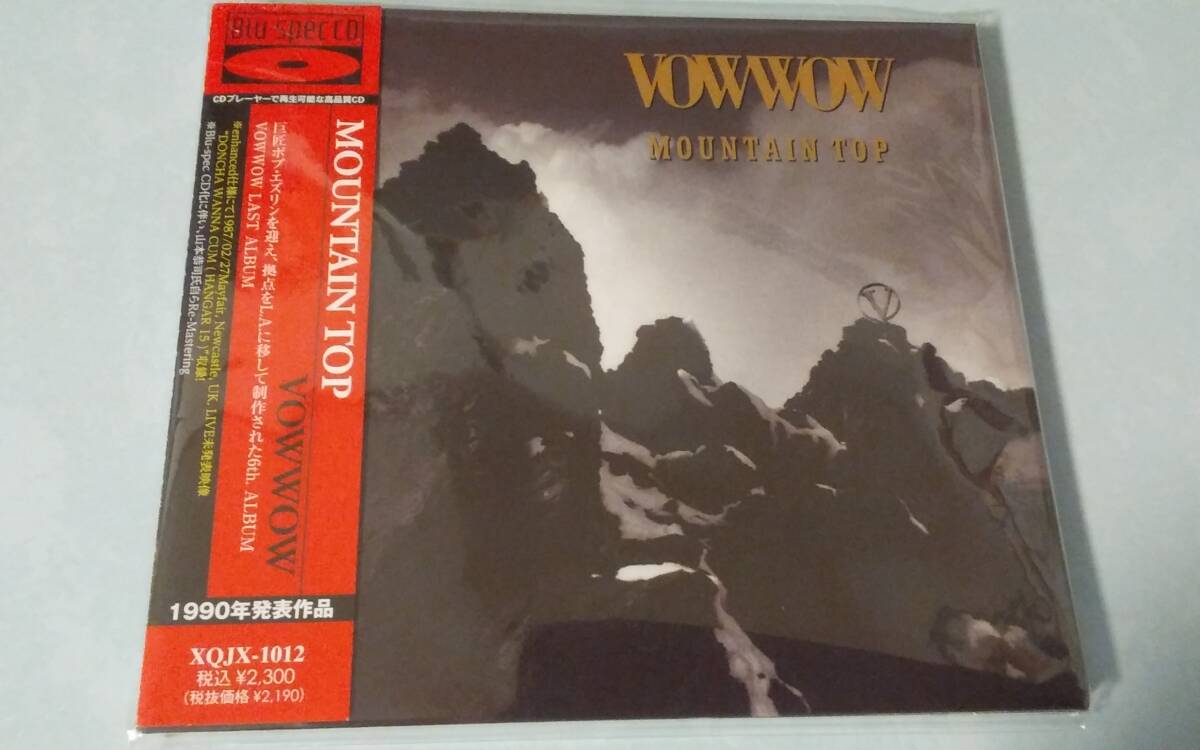 Blu-spec CD
CDプレーヤーで再生可能な高品質CD
MOUNTAIN TOP
VOWWOW
巨匠ボブ・エズリンを迎え、拠点をL.A.に移して制作された6th. ALBUM
VOWWOW LAST ALBUM
※enhanced仕様にて1987/02/27Mayfair, Newcastle, UK, LIVE未発表映像
"DONCHA WANNA CUM ( HANGAR 15 )"収録!
※Blu-spec CD化に伴い、山本恭司氏自らRe-Mastering
1990年発表作品
XQJX-1012
税込 ¥2,300
(税抜価格 ¥2,190)
VOWWOW
MOUNTAIN TOP
V